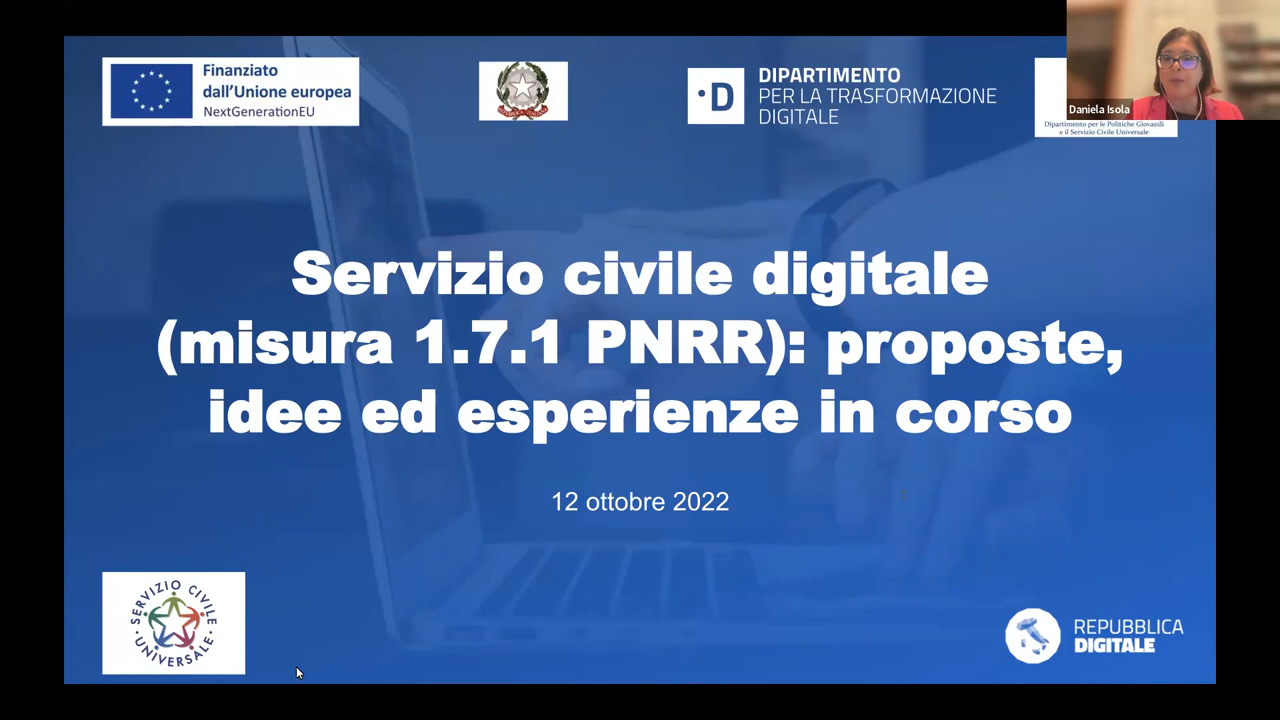 Finanziato
dall'Unione europea
NextGenerationEU
REPVBBLICA ITALIANA
·D
DIPARTIMENTO
PER LA TRASFORMAZIONE
DIGITALE
Daniela Isola
Dipartimento per le Politiche Giovanili
e il Servizio Civile Universale
Servizio civile digitale
(misura 1.7.1 PNRR): proposte,
idee ed esperienze in corso
12 ottobre 2022
SERVIZIO CIVILE
· UNIVERSALE ·
REPUBBLICA
DIGITALE